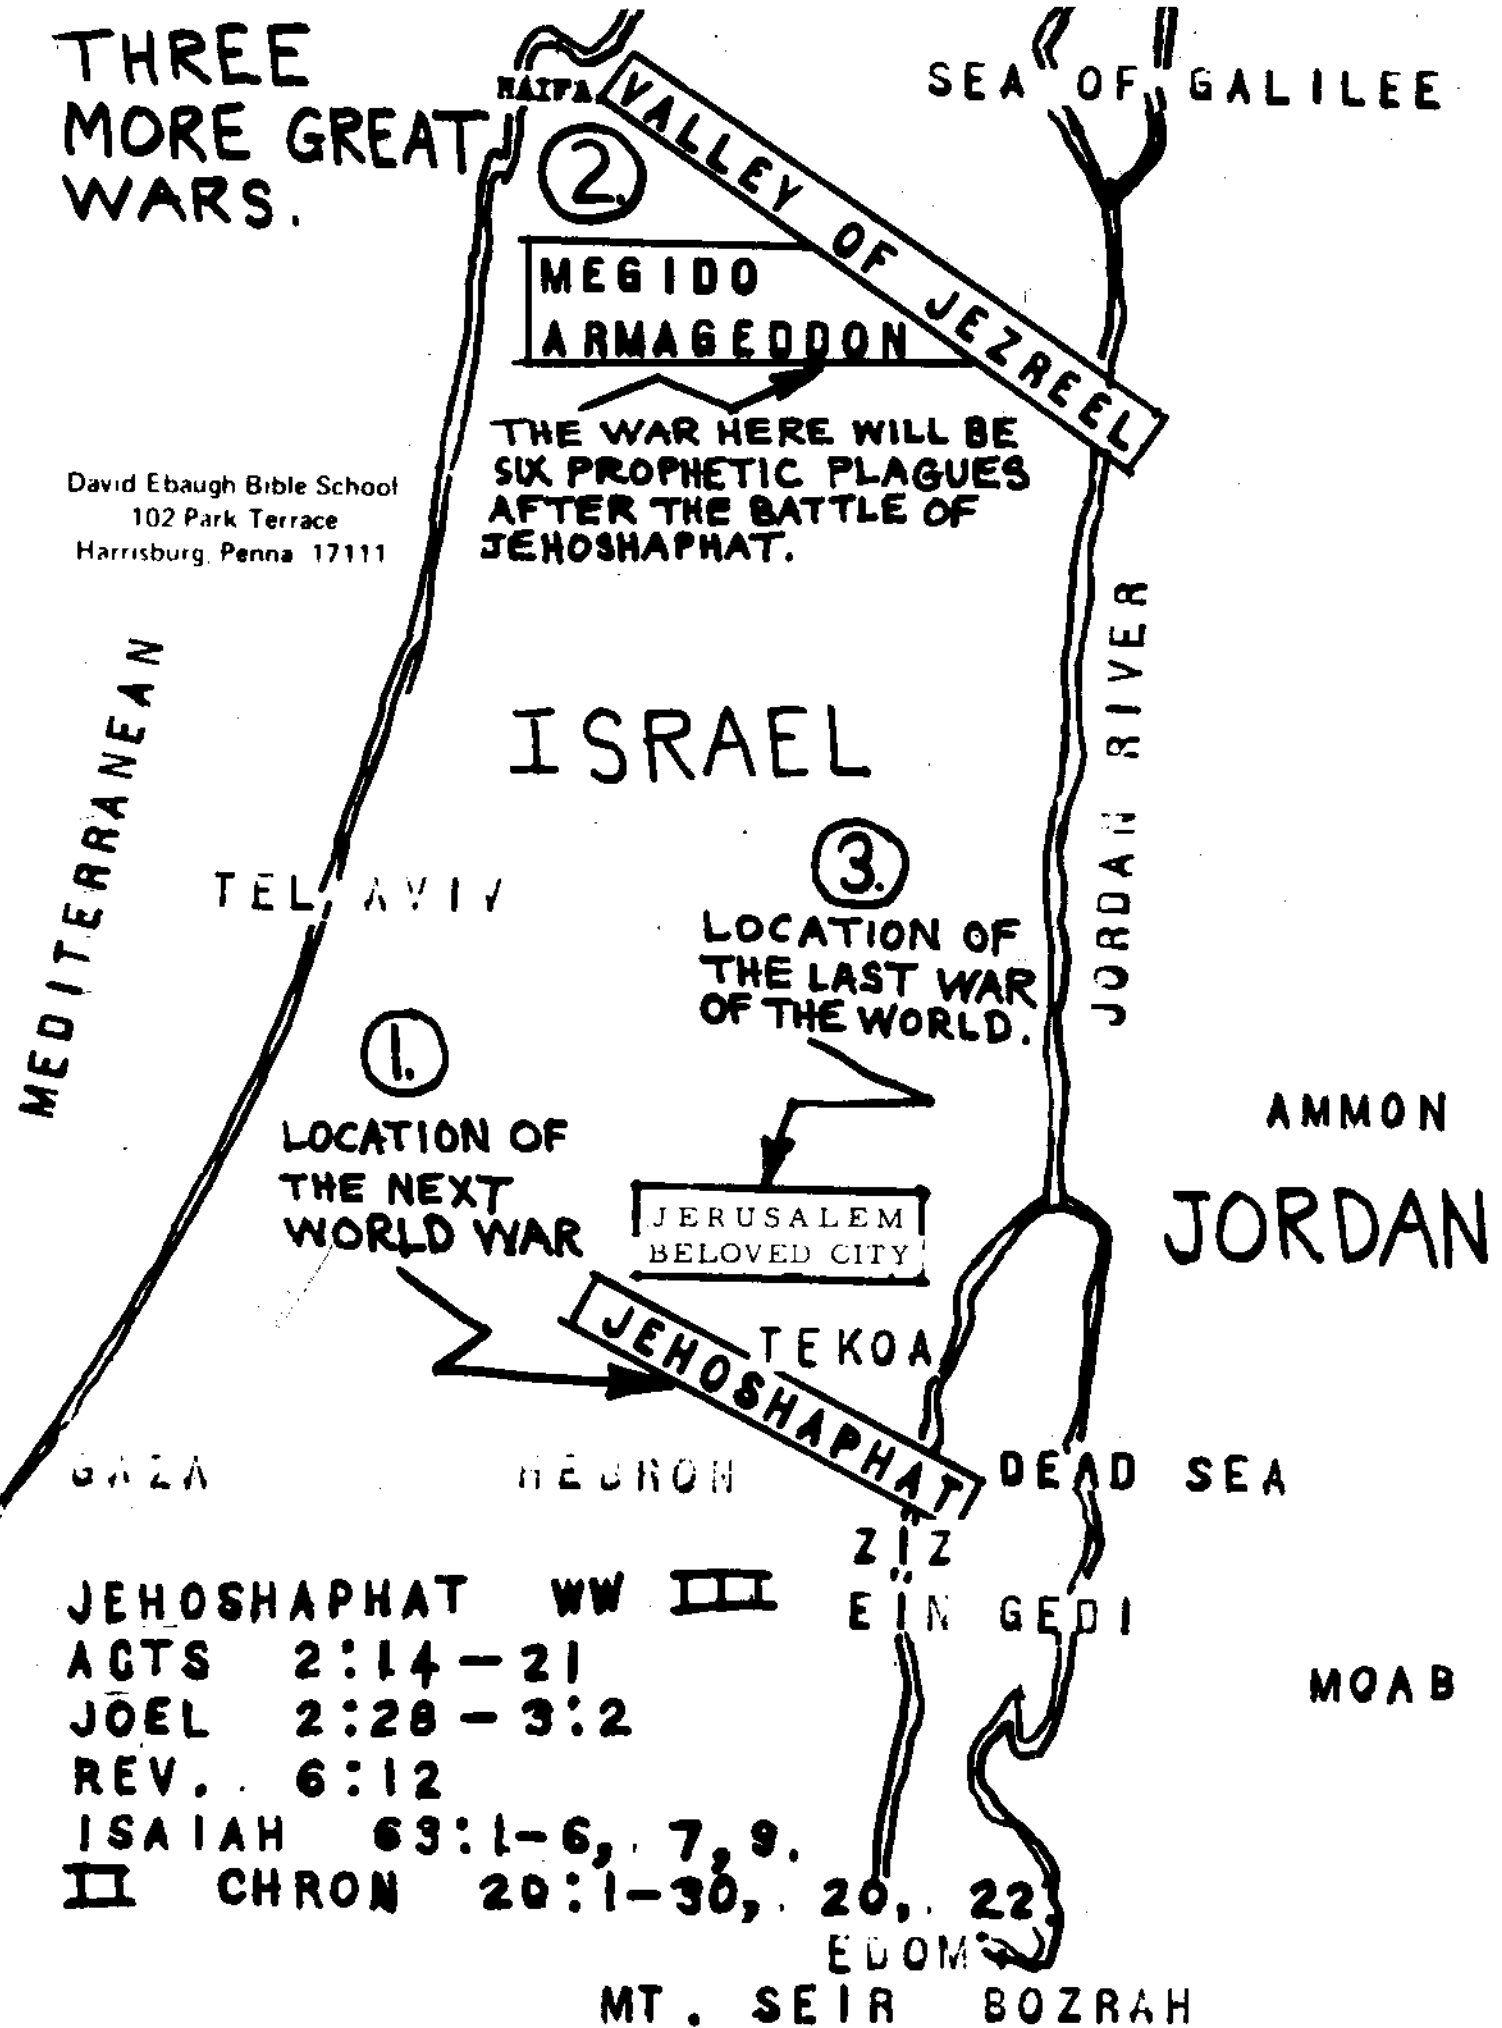 THREE
MORE GREAT
WARS.
HAIFA
VALLEY OF JEZREEL
SEA OF GALILEE
2.
MEGIDO
ARMAGEDDON
THE WAR HERE WILL BE
SIX PROPHETIC PLAGUES
AFTER THE BATTLE OF
JEHOSHAPHAT.
David Ebaugh Bible School
102 Park Terrace
Harrisburg, Penna 17111
MEDITERRANEAN
ISRAEL
JORDAN RIVER
TEL AVIV
3.
LOCATION OF
THE LAST WAR
OF THE WORLD.
1.
LOCATION OF
THE NEXT
WORLD WAR
AMMON
JORDAN
JERUSALEM
BELOVED CITY
JEHOSHAPHAT
TEKOA
GAZA
HEBRON
DEAD SEA
ZIZ
EIN GEDI
MOAB
JEHOSHAPHAT WW III
ACTS 2:14-21
JOEL 2:28-3:2
REV. 6:12
ISAIAH 63:1-6, 7, 9.
II CHRON 20:1-30, 20, 22.
EDOM
MT. SEIR BOZRAH